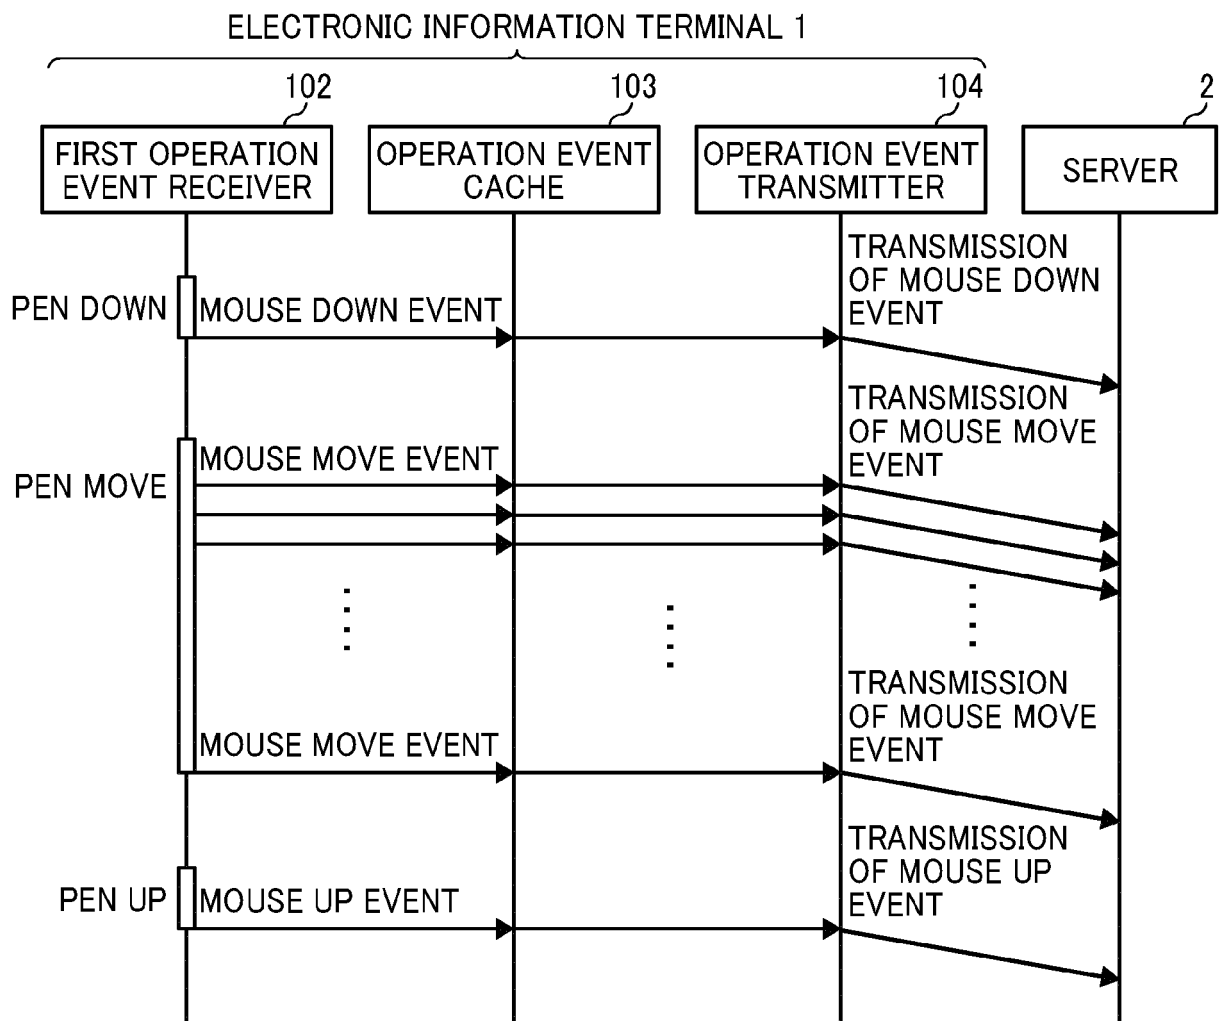 ELECTRONIC INFORMATION TERMINAL 1
102
103
104
2
FIRST OPERATION
EVENT RECEIVER
OPERATION EVENT
CACHE
OPERATION EVENT
TRANSMITTER
SERVER
TRANSMISSION
OF MOUSE DOWN
EVENT
PEN DOWN
MOUSE DOWN EVENT
TRANSMISSION
OF MOUSE MOVE
EVENT
MOUSE MOVE EVENT
PEN MOVE
TRANSMISSION
OF MOUSE MOVE
EVENT
MOUSE MOVE EVENT
TRANSMISSION
OF MOUSE UP
EVENT
PEN UP
MOUSE UP EVENT